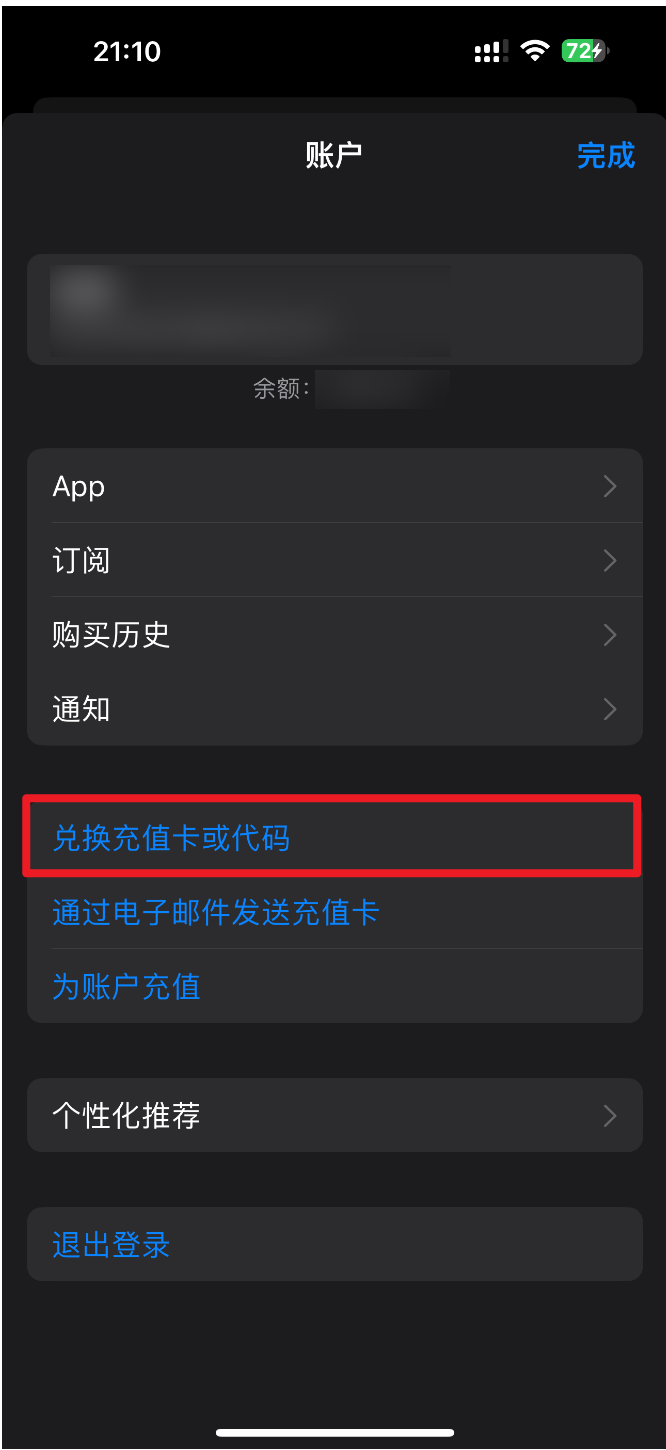 21:10
72
账户
完成
余额：
App
订阅
购买历史
通知
兑换充值卡或代码
通过电子邮件发送充值卡
为账户充值
个性化推荐
退出登录